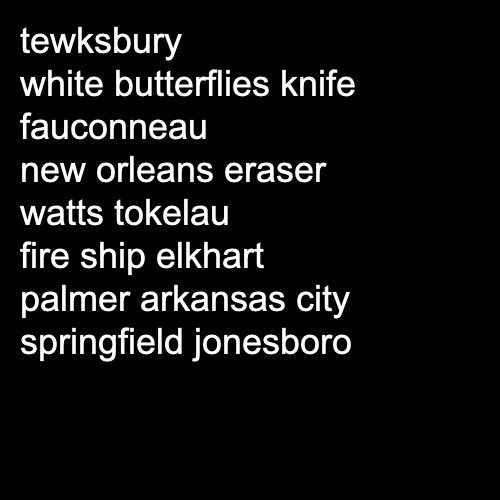 tewksbury
white butterflies knife
fauconneau
new orleans eraser
watts tokelau
fire ship elkhart
palmer arkansas city
springfield jonesboro